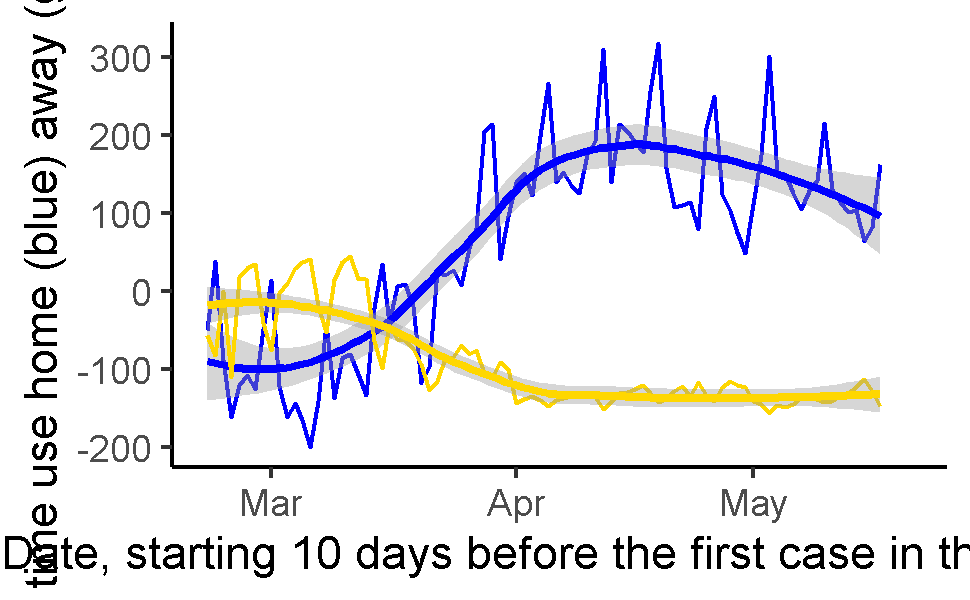 time use home (blue) away (
300
200
100
0
-100
-200
Mar April May
Date, starting 10 days before the first case in th